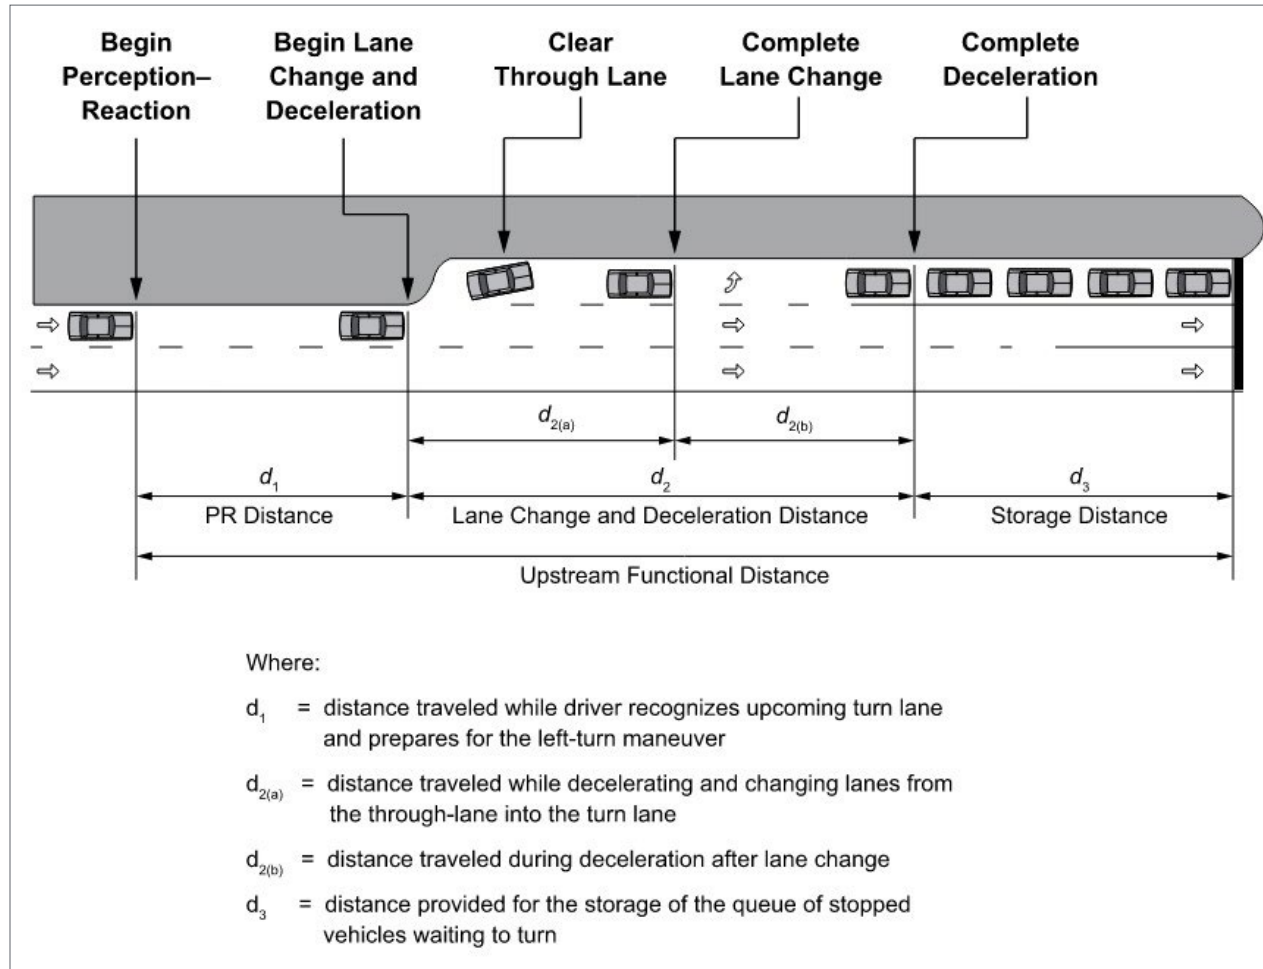 Begin
Perception–
Reaction
Begin Lane
Change and
Deceleration
Clear
Through Lane
Complete
Lane Change
Complete
Deceleration
d2(a)
d2(b)
d1
d2
d3
PR Distance
Lane Change and Deceleration Distance
Storage Distance
Upstream Functional Distance
Where:
d1 = distance traveled while driver recognizes upcoming turn lane
and prepares for the left-turn maneuver
d2(a) = distance traveled while decelerating and changing lanes from
the through-lane into the turn lane
d2(b) = distance traveled during deceleration after lane change
d3 = distance provided for the storage of the queue of stopped
vehicles waiting to turn